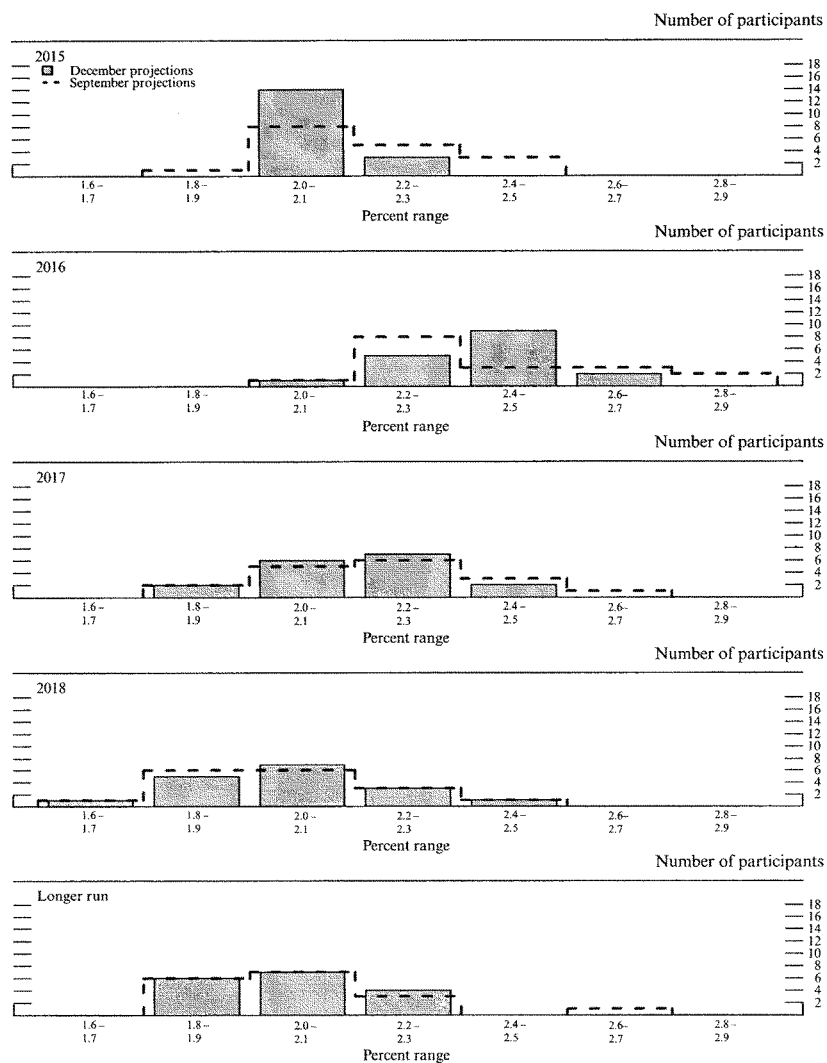 Number of participants
2015
December projections
September projections
18
16
14
12
10
8
6
4
2
1.6– 1.8– 2.0– 2.2– 2.4– 2.6– 2.8–
1.7 1.9 2.1 2.3 2.5 2.7 2.9
Percent range
Number of participants
2016
18
16
14
12
10
8
6
4
2
1.6– 1.8– 2.0– 2.2– 2.4– 2.6– 2.8–
1.7 1.9 2.1 2.3 2.5 2.7 2.9
Percent range
Number of participants
2017
18
16
14
12
10
8
6
4
2
1.6– 1.8– 2.0– 2.2– 2.4– 2.6– 2.8–
1.7 1.9 2.1 2.3 2.5 2.7 2.9
Percent range
Number of participants
2018
18
16
14
12
10
8
6
4
2
1.6– 1.8– 2.0– 2.2– 2.4– 2.6– 2.8–
1.7 1.9 2.1 2.3 2.5 2.7 2.9
Percent range
Number of participants
Longer run
18
16
14
12
10
8
6
4
2
1.6– 1.8– 2.0– 2.2– 2.4– 2.6– 2.8–
1.7 1.9 2.1 2.3 2.5 2.7 2.9
Percent range